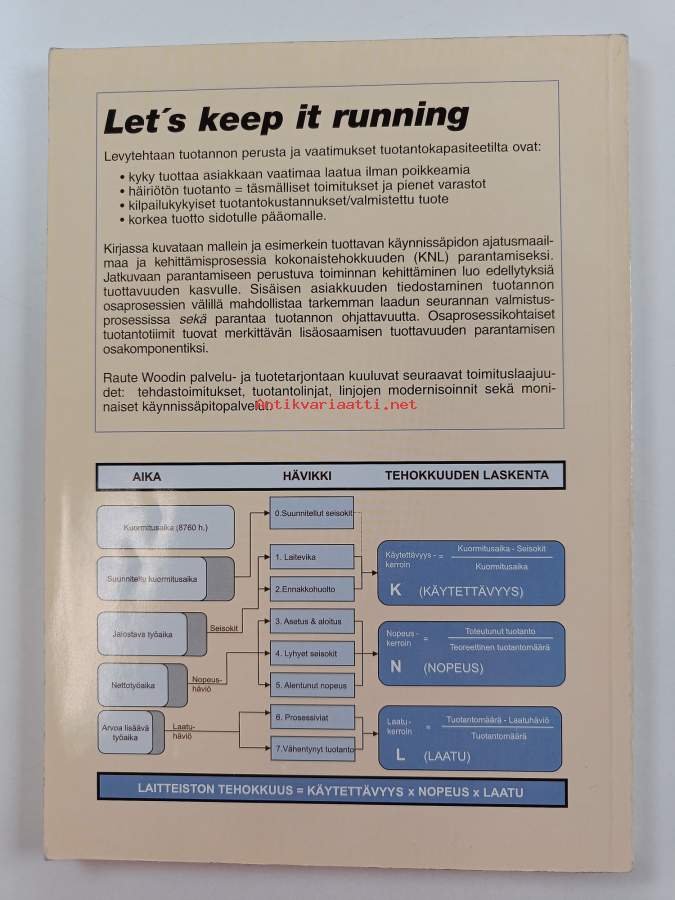 Let´s keep it running
Levytehtaan tuotannon perusta ja vaatimukset tuotantokapasiteetilta ovat:
• kyky tuottaa asiakkaan vaatimaa laatua ilman poikkeamia
• häiriötön tuotanto = täsmälliset toimitukset ja pienet varastot
• kilpailukykyiset tuotantokustannukset/valmistettu tuote
• korkea tuotto sidotulle pääomalle.
Kirjassa kuvataan mallein ja esimerkein tuottavan käynnissäpidon ajatusmaail-
maa ja kehittämisprosessia kokonaistehokkuuden (KNL) parantamiseksi.
Jatkuvaan parantamiseen perustuva toiminnan kehittäminen luo edellytyksiä
tuottavuuden kasvulle. Sisäisen asiakkuuden tiedostaminen tuotannon
osaprosessien välillä mahdollistaa tarkemman laadun seurannan valmistus-
prosessissa sekä parantaa tuotannon ohjattavuutta. Osaprosessikohtaiset
tuotantotiimit tuovat merkittävän lisäosaamisen tuottavuuden parantamisen
osakomponentiksi.
Raute Woodin palvelu- ja tuotetarjontaan kuuluvat seuraavat toimituslaajuu-
det: tehdastoimitukset, tuotantolinjat, linjojen modernisoinnit sekä moni-
naiset käynnissäpitopalvelut.
Antikvariaatti.net
AIKA HÄVIKKI TEHOKKUUDEN LASKENTA
Kuormitusaika (8760 h.)
Suunniteltu kuormitusaika
Jalostava työaika
Seisokit
Nettotyöaika
Nopeus-
häviö
Arvoa lisäävä
työaika
Laatu-
häviö
0.Suunnitellut seisokit
1. Laitevika
2.Ennakkohuolto
3. Asetus & aloitus
4. Lyhyet seisokit
5. Alentunut nopeus
6. Prosessiviat
7.Vähentynyt tuotanto
Käytettävyys -
kerroin
=
Kuormitusaika - Seisokit
Kuormitusaika
K (KÄYTETTÄVYYS)
Nopeus -
kerroin
=
Toteutunut tuotanto
Teoreettinen tuotantomäärä
N (NOPEUS)
Laatu-
kerroin
=
Tuotantomäärä - Laatuhäviö
Tuotantomäärä
L (LAATU)
LAITTEISTON TEHOKKUUS = KÄYTETTÄVYYS x NOPEUS x LAATU